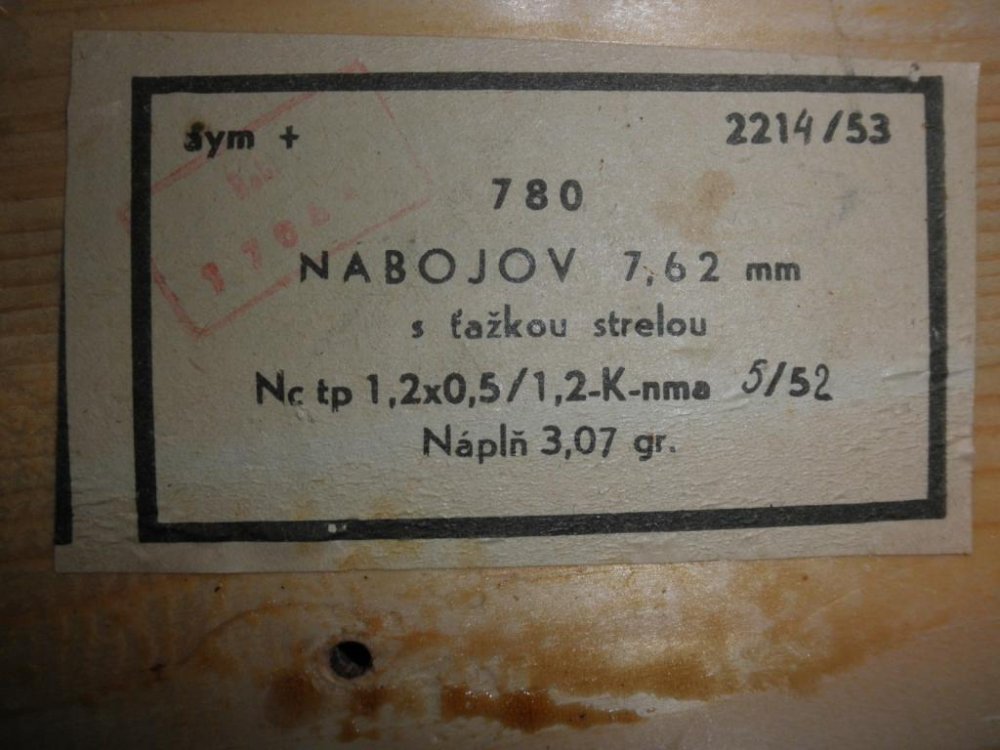 sym + 2214/53
780
NABOJOV 7,62 mm
s ťažkou strelou
Nc tp 1,2x0,5/1,2-K-nma 5/52
Náplň 3,07 gr.